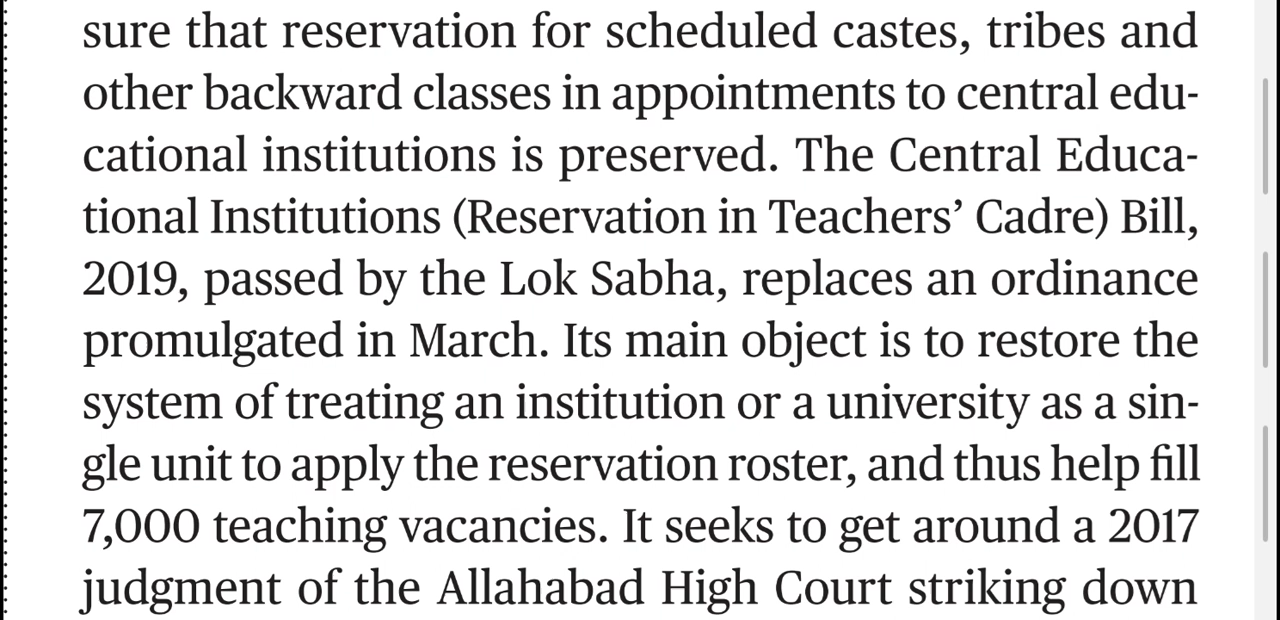 sure that reservation for scheduled castes, tribes and
other backward classes in appointments to central edu-
cational institutions is preserved. The Central Educa-
tional Institutions (Reservation in Teachers’ Cadre) Bill,
2019, passed by the Lok Sabha, replaces an ordinance
promulgated in March. Its main object is to restore the
system of treating an institution or a university as a sin-
gle unit to apply the reservation roster, and thus help fill
7,000 teaching vacancies. It seeks to get around a 2017
judgment of the Allahabad High Court striking down